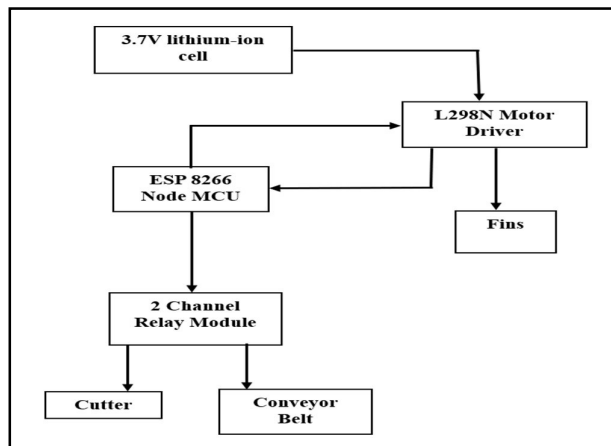 3.7V lithium-ion
cell
L298N Motor
Driver
ESP 8266
Node MCU
Fins
2 Channel
Relay Module
Cutter
Conveyor
Belt